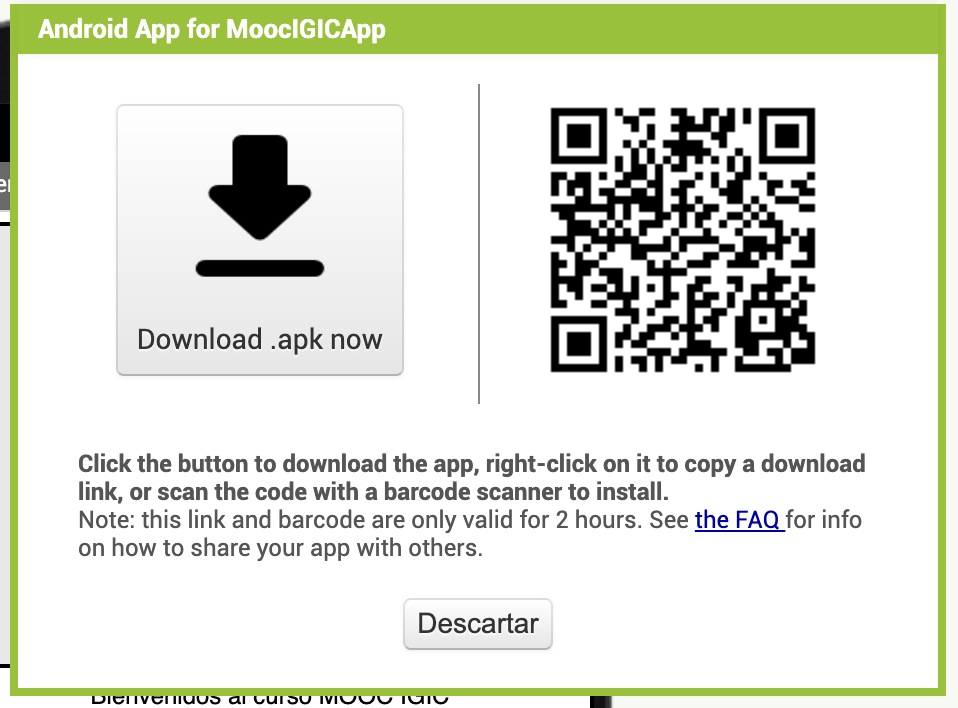 Android App for MoocIGICApp
er
Download .apk now
Click the button to download the app, right-click on it to copy a download
link, or scan the code with a barcode scanner to install.
Note: this link and barcode are only valid for 2 hours. See the FAQ for info
on how to share your app with others.
Descartar
Bienvenidos al curso MOOC IGIC